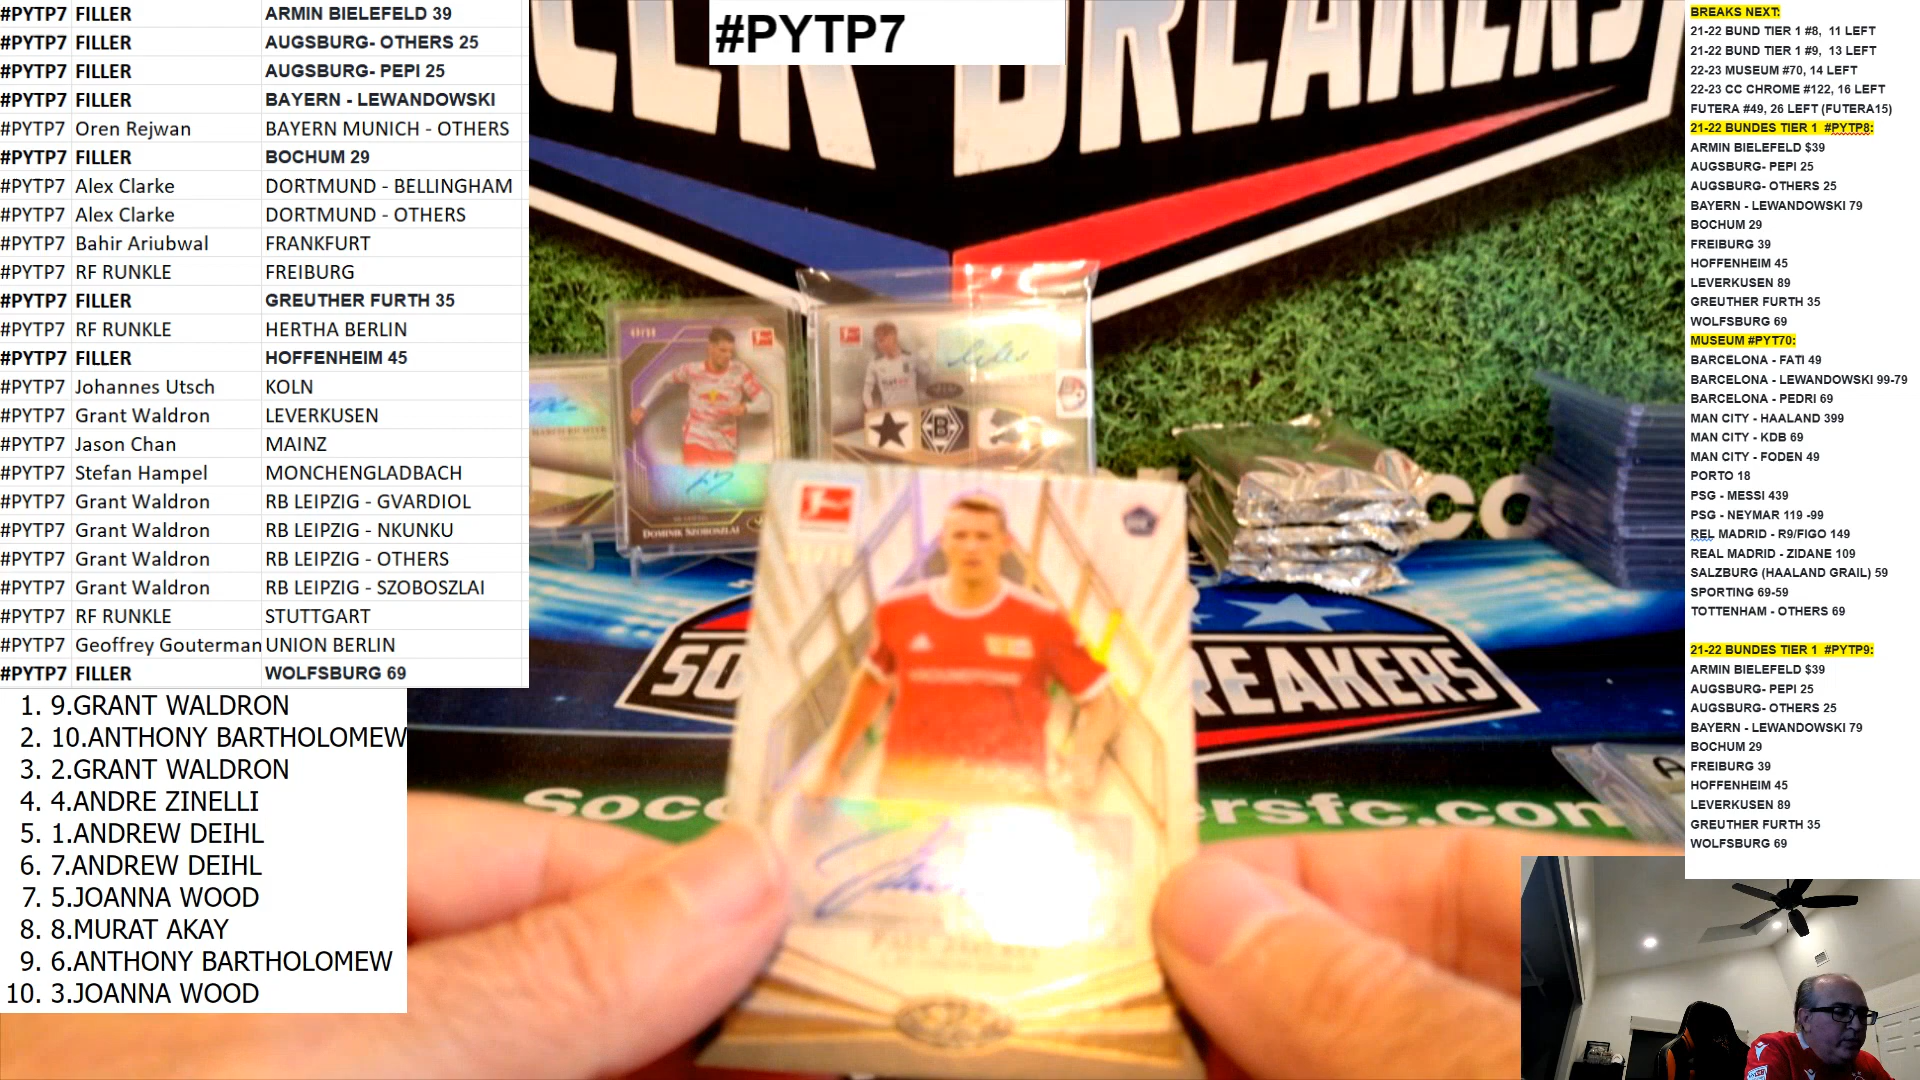 #PYTP7 FILLER ARMIN BIELEFELD 39
#PYTP7 FILLER AUGSBURG- OTHERS 25
#PYTP7 FILLER AUGSBURG- PEPI 25
#PYTP7 FILLER BAYERN - LEWANDOWSKI
#PYTP7 Oren Rejwan BAYERN MUNICH - OTHERS
#PYTP7 FILLER BOCHUM 29
#PYTP7 Alex Clarke DORTMUND - BELLINGHAM
#PYTP7 Alex Clarke DORTMUND - OTHERS
#PYTP7 Bahir Ariubwal FRANKFURT
#PYTP7 RF RUNKLE FREIBURG
#PYTP7 FILLER GREUTHER FURTH 35
#PYTP7 RF RUNKLE HERTHA BERLIN
#PYTP7 FILLER HOFFENHEIM 45
#PYTP7 Johannes Utsch KOLN
#PYTP7 Grant Waldron LEVERKUSEN
#PYTP7 Jason Chan MAINZ
#PYTP7 Stefan Hampel MONCHENGLADBACH
#PYTP7 Grant Waldron RB LEIPZIG - GVARDIOL
#PYTP7 Grant Waldron RB LEIPZIG - NKUNKU
#PYTP7 Grant Waldron RB LEIPZIG - OTHERS
#PYTP7 Grant Waldron RB LEIPZIG - SZOBOSZLAI
#PYTP7 RF RUNKLE STUTTGART
#PYTP7 Geoffrey Gouterman UNION BERLIN
#PYTP7 FILLER WOLFSBURG 69
1. 9.GRANT WALDRON
2. 10.ANTHONY BARTHOLOMEW
3. 2.GRANT WALDRON
4. 4.ANDRE ZINELLI
5. 1.ANDREW DEIHL
6. 7.ANDREW DEIHL
7. 5.JOANNA WOOD
8. 8.MURAT AKAY
9. 6.ANTHONY BARTHOLOMEW
10. 3.JOANNA WOOD
#PYTP7
BREAKERS
DOMINIK SZOBOSZLAI
REAKERS
ersfc.com
BREAKS NEXT:
21-22 BUND TIER 1 #8, 11 LEFT
21-22 BUND TIER 1 #9, 13 LEFT
22-23 MUSEUM #70, 14 LEFT
22-23 CC CHROME #122, 16 LEFT
FUTERA #49, 26 LEFT (FUTERA15)
21-22 BUNDES TIER 1 #PYTP8:
ARMIN BIELEFELD $39
AUGSBURG- PEPI 25
AUGSBURG- OTHERS 25
BAYERN - LEWANDOWSKI 79
BOCHUM 29
FREIBURG 39
HOFFENHEIM 45
LEVERKUSEN 89
GREUTHER FURTH 35
WOLFSBURG 69
MUSEUM #PYT70:
BARCELONA - FATI 49
BARCELONA - LEWANDOWSKI 99-79
BARCELONA - PEDRI 69
MAN CITY - HAALAND 399
MAN CITY - KDB 69
MAN CITY - FODEN 49
PORTO 18
PSG - MESSI 439
PSG - NEYMAR 119 -99
REL MADRID - R9/FIGO 149
REAL MADRID - ZIDANE 109
SALZBURG (HAALAND GRAIL) 59
SPORTING 69-59
TOTTENHAM - OTHERS 69
21-22 BUNDES TIER 1 #PYTP9:
ARMIN BIELEFELD $39
AUGSBURG- PEPI 25
AUGSBURG- OTHERS 25
BAYERN - LEWANDOWSKI 79
BOCHUM 29
FREIBURG 39
HOFFENHEIM 45
LEVERKUSEN 89
GREUTHER FURTH 35
WOLFSBURG 69